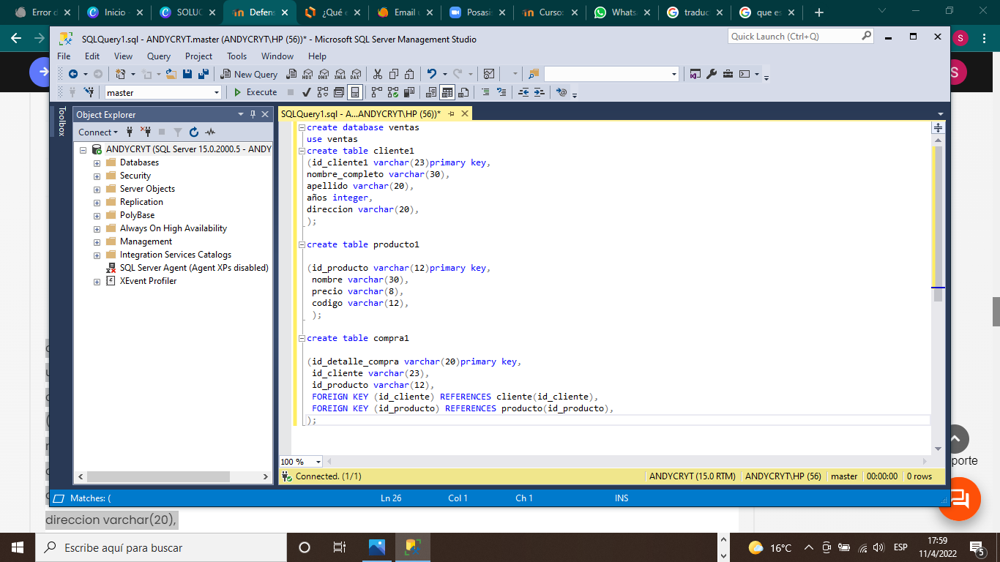 Error d
Inicio -
SOLUC
Defens
¿Qué e
Email u
Posasis
Curso:
Whats
traduc
que es
SQLQuery1.sql - ANDYCRYT.master (ANDYCRYT\HP (56))* - Microsoft SQL Server Management Studio
Quick Launch (Ctrl+Q)
S
File Edit View Query Project Tools Window Help
New Query
MDX DMX XMLA DAX
S
master
Execute
Toolbox
Object Explorer
SQLQuery1.sql - A...ANDYCRYT\HP (56))*
Connect
ANDYCRYT (SQL Server 15.0.2000.5 - ANDY
Databases
Security
Server Objects
Replication
PolyBase
Always On High Availability
Management
Integration Services Catalogs
SQL Server Agent (Agent XPs disabled)
XEvent Profiler
create database ventas
use ventas
create table cliente1
(id_cliente1 varchar(23)primary key,
nombre_completo varchar(30),
apellido varchar(20),
años integer,
direccion varchar(20),
);
create table producto1
(id_producto varchar(12)primary key,
nombre varchar(30),
precio varchar(8),
codigo varchar(12),
);
create table compra1
(id_detalle_compra varchar(20)primary key,
id_cliente varchar(23),
id_producto varchar(12),
FOREIGN KEY (id_cliente) REFERENCES cliente(id_cliente),
FOREIGN KEY (id_producto) REFERENCES producto(id_producto),
);
100 %
porte
Connected. (1/1)
ANDYCRYT (15.0 RTM) ANDYCRYT\HP (56) master 00:00:00 0 rows
Matches: (
Ln 26 Col 1 Ch 1 INS
direccion varchar(20),
Escribe aquí para buscar
16°C
ESP
17:59
11/4/2022
5